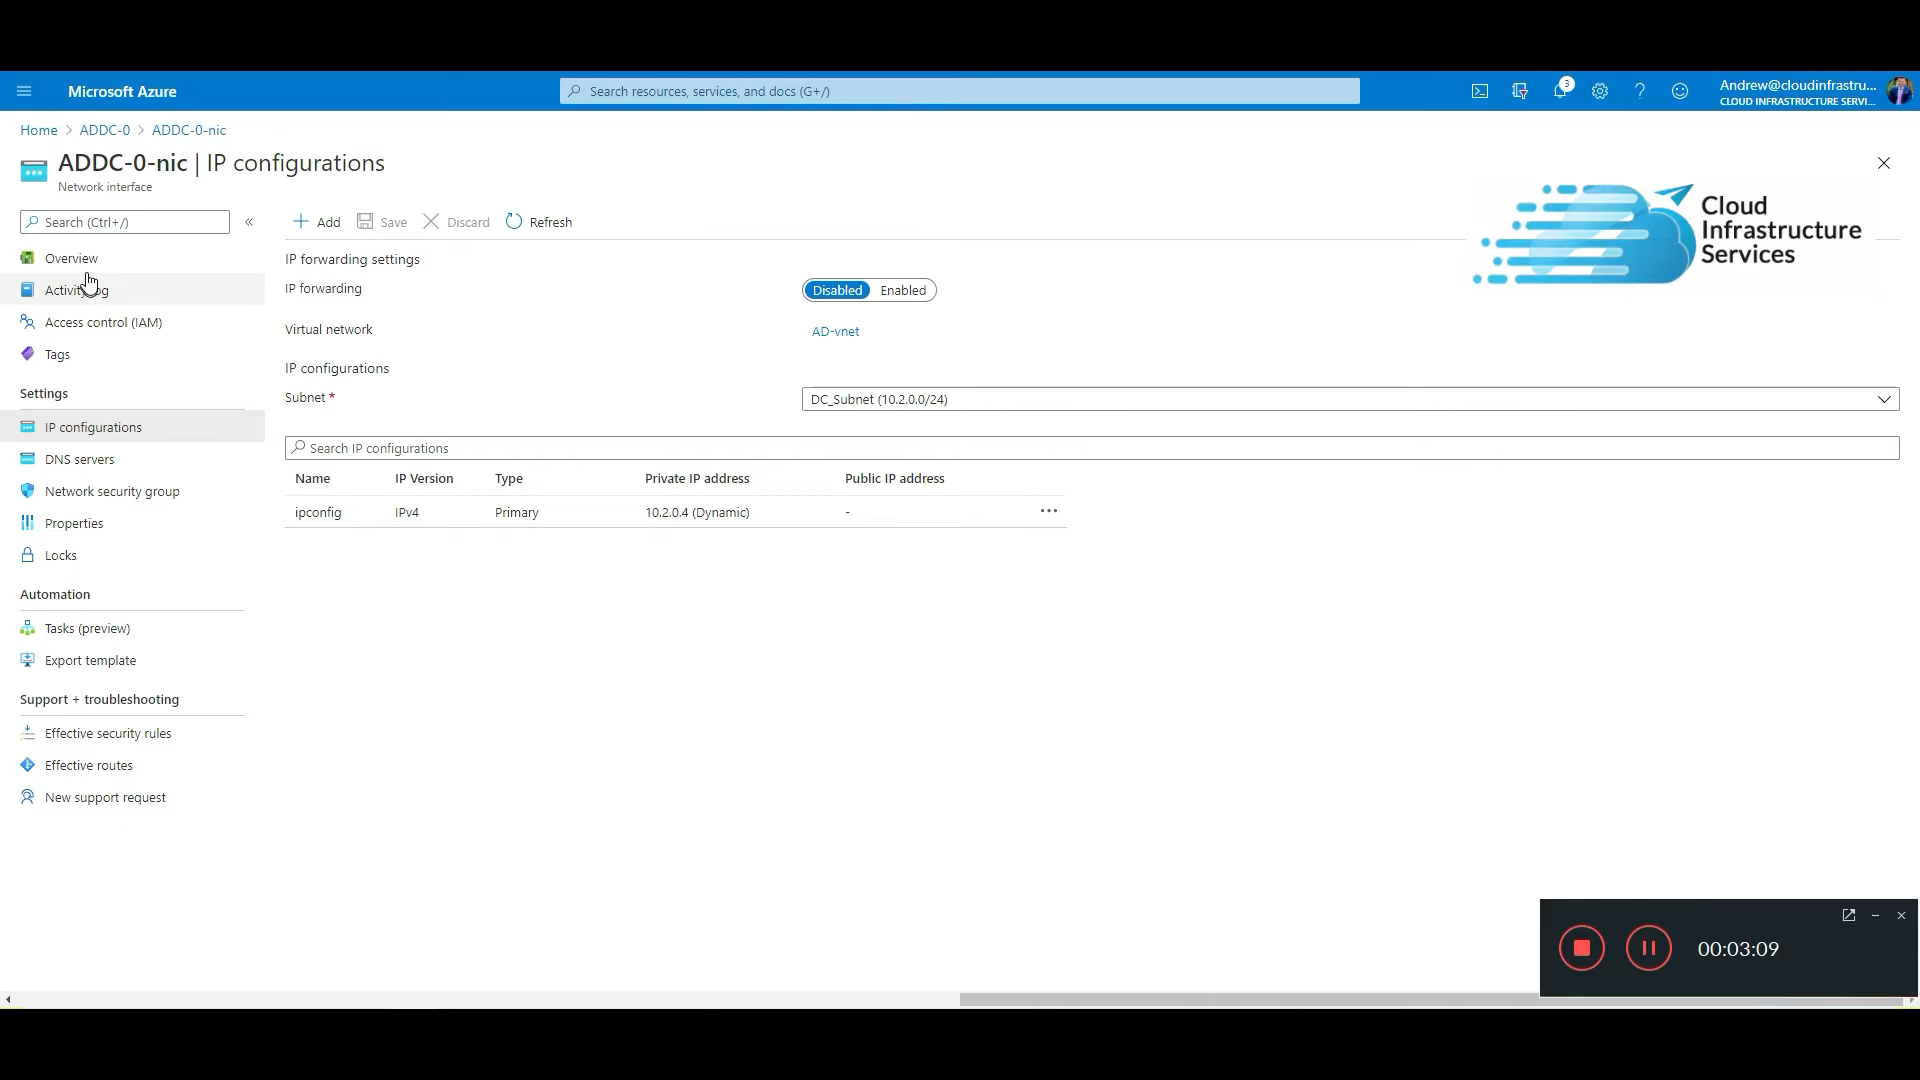 Microsoft Azure
Search resources, services, and docs (G+/)
3
Andrew@cloudinfrastru...
CLOUD INFRASTRUCTURE SERVI...
Home > ADDC-0 > ADDC-0-nic
ADDC-0-nic | IP configurations
Network interface
Cloud
Infrastructure
Services
Search (Ctrl+/)
Add Save Discard Refresh
Overview
Activity log
Access control (IAM)
Tags
Settings
IP configurations
DNS servers
Network security group
Properties
Locks
Automation
Tasks (preview)
Export template
Support + troubleshooting
Effective security rules
Effective routes
New support request
IP forwarding settings
IP forwarding Disabled Enabled
Virtual network AD-vnet
IP configurations
Subnet * DC_Subnet (10.2.0.0/24)
Search IP configurations
Name IP Version Type Private IP address Public IP address
ipconfig IPv4 Primary 10.2.0.4 (Dynamic) - ...
00:03:09